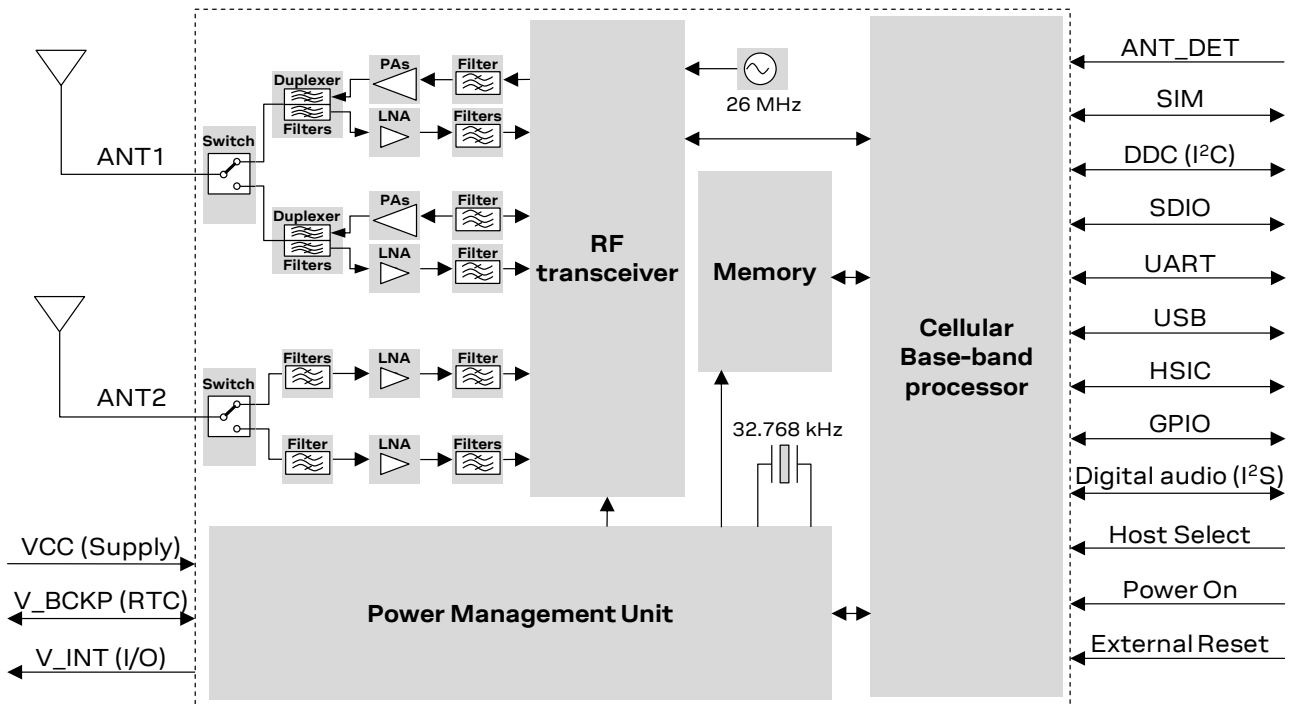 ANT1
Switch
Duplexer
Filters
PAs
Filter
LNA
Filters
Duplexer
Filters
PAs
Filter
LNA
Filter
ANT2
Switch
Filters
LNA
Filter
Filter
LNA
Filters
RF
transceiver
26 MHz
Memory
32.768 kHz
Cellular
Base-band
processor
Power Management Unit
VCC (Supply)
V_BCKP (RTC)
V_INT (I/O)
ANT_DET
SIM
DDC (I²C)
SDIO
UART
USB
HSIC
GPIO
Digital audio (I²S)
Host Select
Power On
External Reset